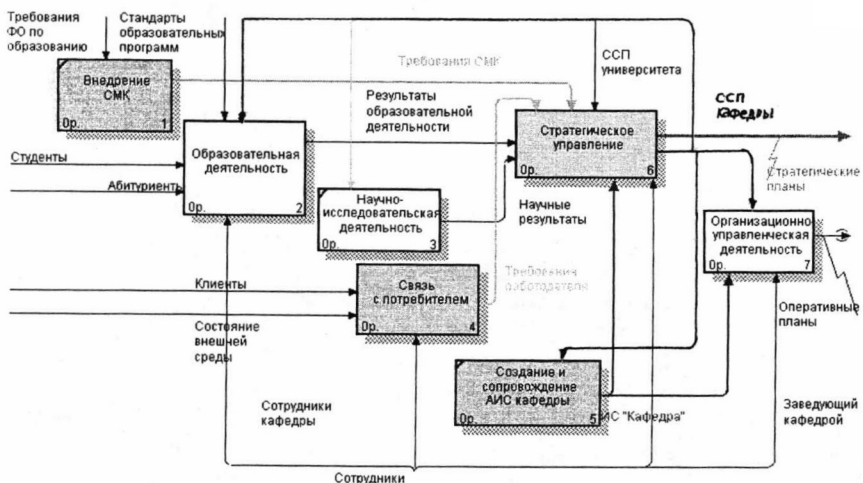 Требования
ФО по
образованию
Стандарты
образовательных
программ
Внедрение
СМК
0р.
1
Требования СМК
ССП
университета
Результаты
образовательной
деятельности
Студенты
Абитуриенты
Образовательная
деятельность
0р.
2
Научно-
исследовательская
деятельность
0р.
3
Стратегическое
управление
0р.
6
ССП
кафедры
Стратегические
планы
Научные
результаты
Организационно-
управленческая
деятельность
0р.
7
Клиенты
Состояние
внешней
среды
Связь
с потребителем
0р.
4
Требования
работодателя
Оперативные
планы
Создание и
сопровождение
АИС кафедры
0р.
5
ИС "Кафедра"
Сотрудники
кафедры
Заведующий
кафедрой
Сотрудники